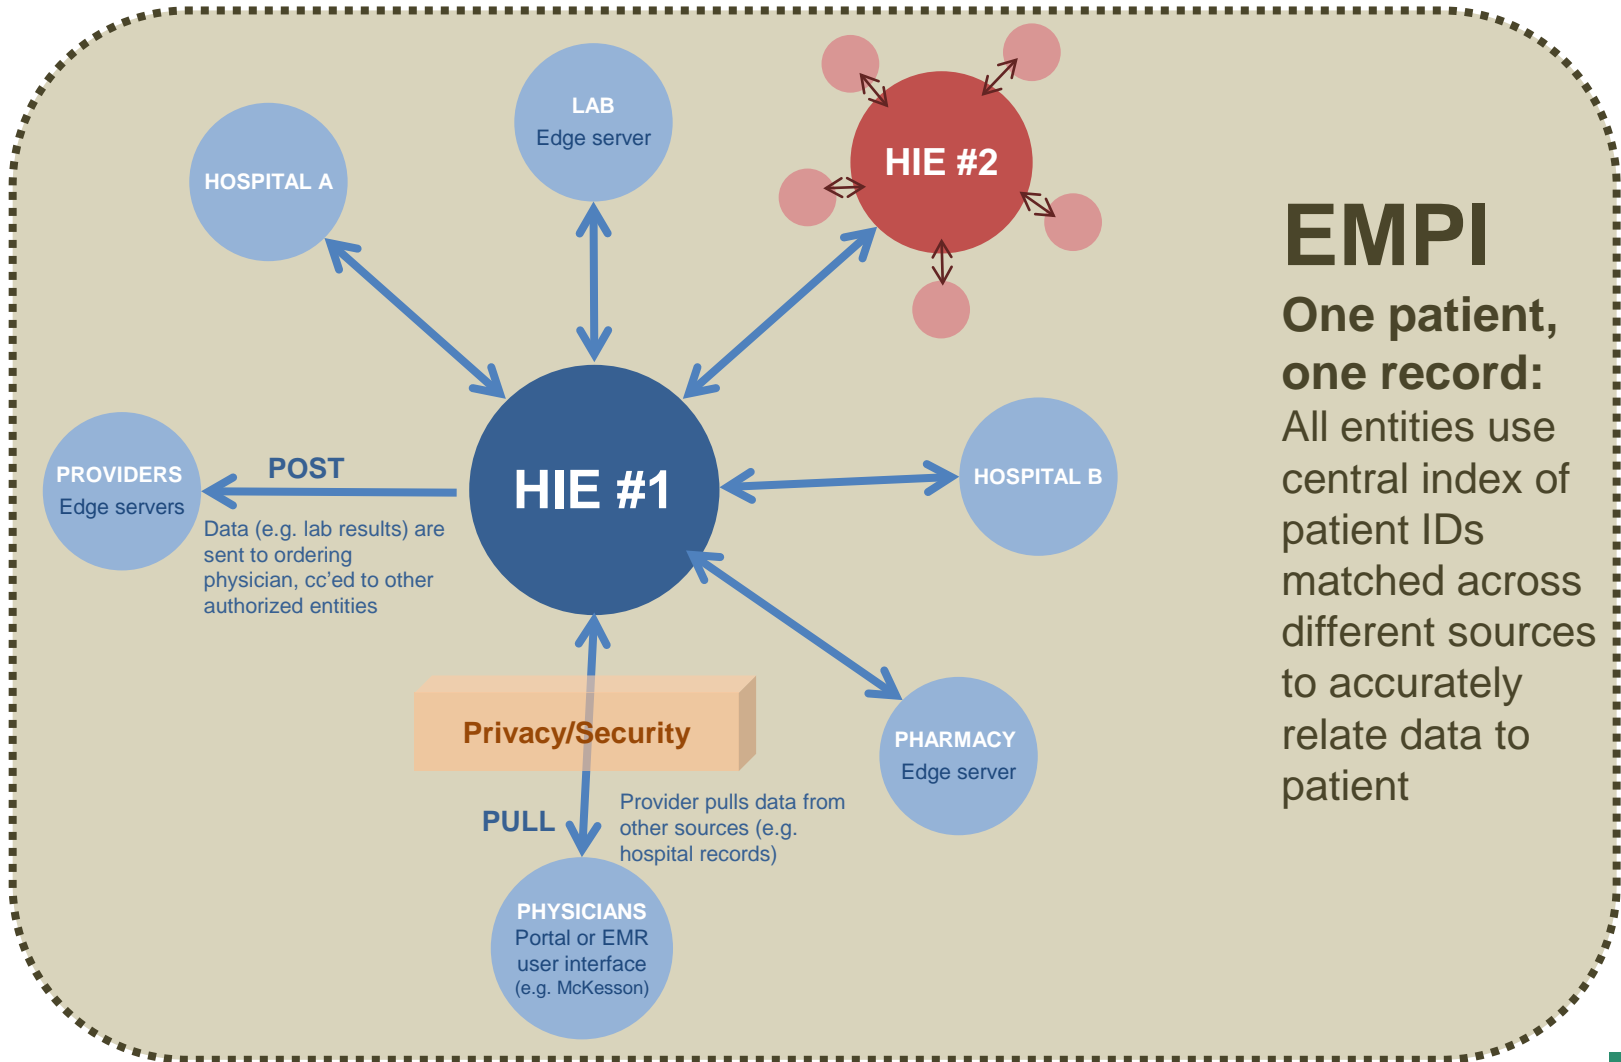 LAB
Edge server
HIE #2
HOSPITAL A
EMPI
One patient,
one record:
All entities use
central index of
patient IDs
matched across
different sources
to accurately
relate data to
patient
PROVIDERS
Edge servers
POST
Data (e.g. lab results) are
sent to ordering
physician, cc'ed to other
authorized entities
HIE #1
HOSPITAL B
Privacy/Security
PHARMACY
Edge server
PULL
Provider pulls data from
other sources (e.g.
hospital records)
PHYSICIANS
Portal or EMR
user interface
(e.g. McKesson)